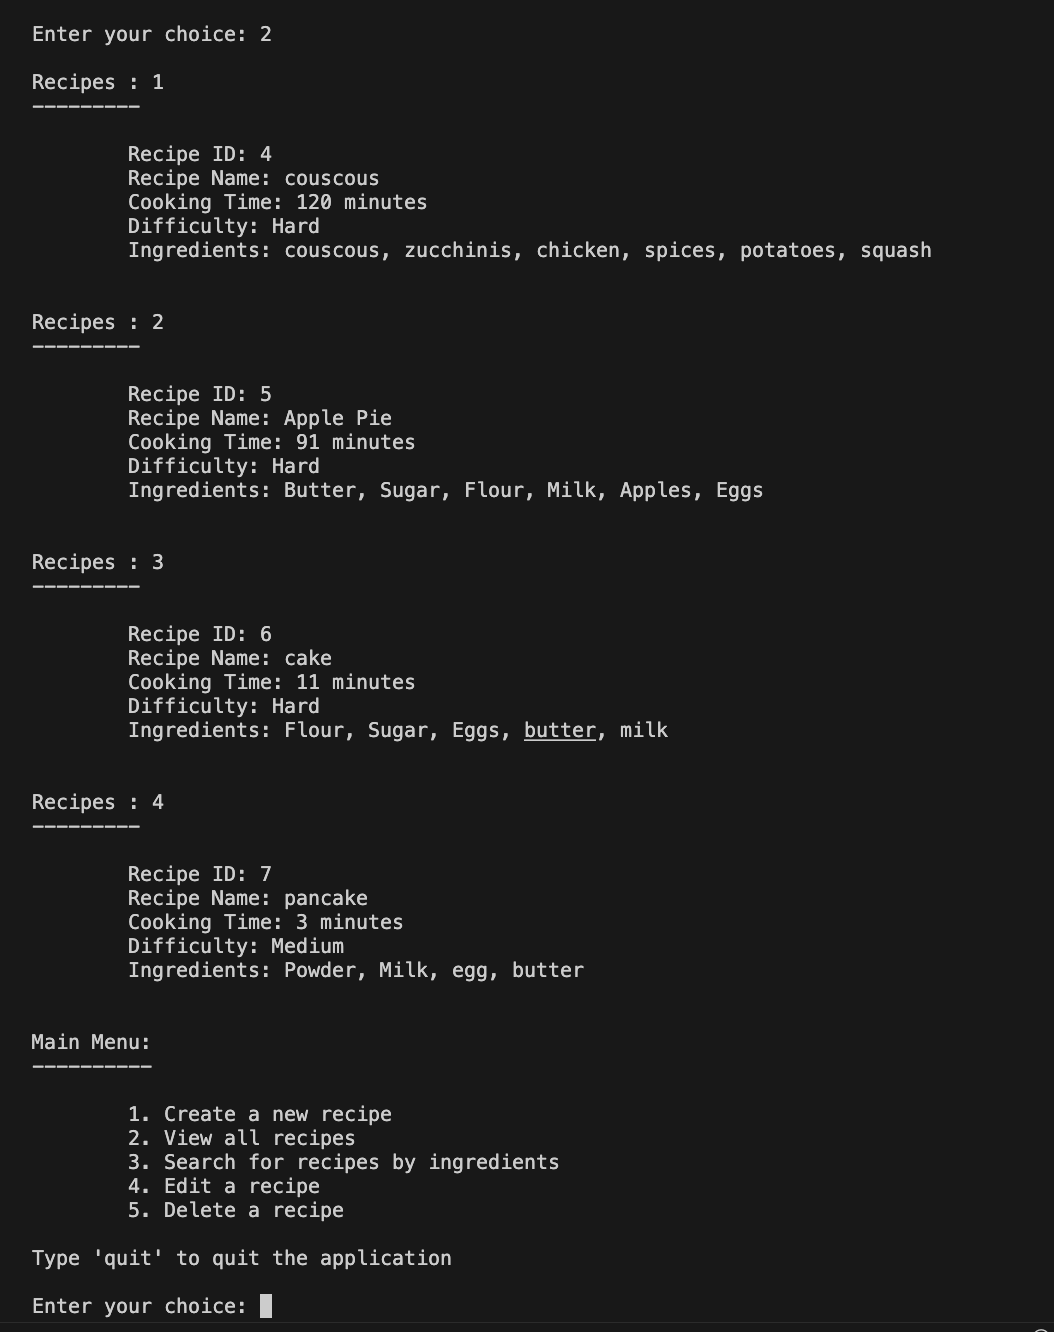 Enter your choice: 2
Recipes : 1
---------
Recipe ID: 4
Recipe Name: couscous
Cooking Time: 120 minutes
Difficulty: Hard
Ingredients: couscous, zucchinis, chicken, spices, potatoes, squash
Recipes : 2
---------
Recipe ID: 5
Recipe Name: Apple Pie
Cooking Time: 91 minutes
Difficulty: Hard
Ingredients: Butter, Sugar, Flour, Milk, Apples, Eggs
Recipes : 3
---------
Recipe ID: 6
Recipe Name: cake
Cooking Time: 11 minutes
Difficulty: Hard
Ingredients: Flour, Sugar, Eggs, butter, milk
Recipes : 4
---------
Recipe ID: 7
Recipe Name: pancake
Cooking Time: 3 minutes
Difficulty: Medium
Ingredients: Powder, Milk, egg, butter
Main Menu:
----------
1. Create a new recipe
2. View all recipes
3. Search for recipes by ingredients
4. Edit a recipe
5. Delete a recipe
Type 'quit' to quit the application
Enter your choice: